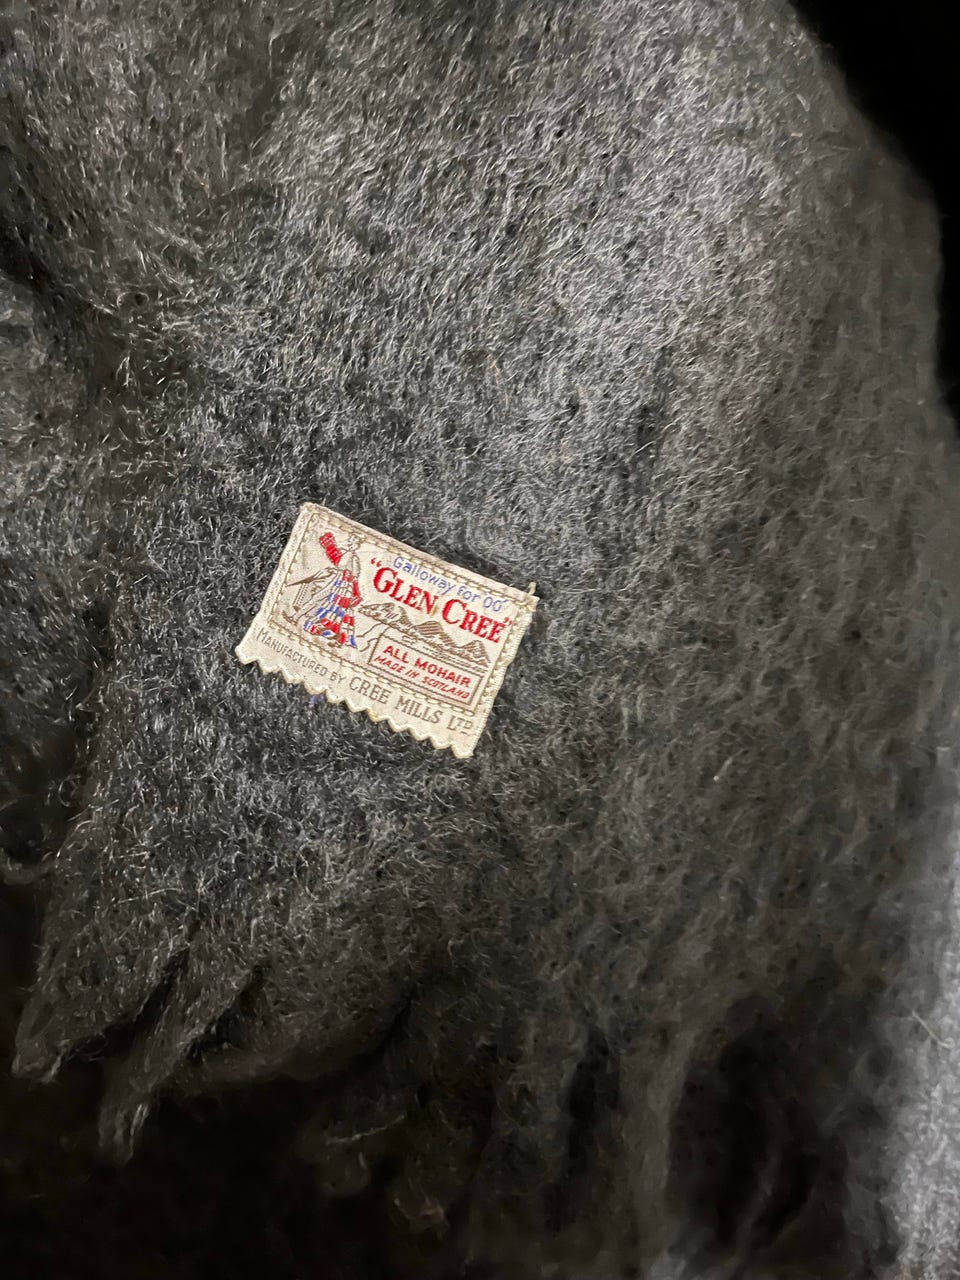 Galloway for 00
"GLEN CREE"
ALL MOHAIR
MADE IN SCOTLAND
MANUFACTURED BY CREE MILLS LTD